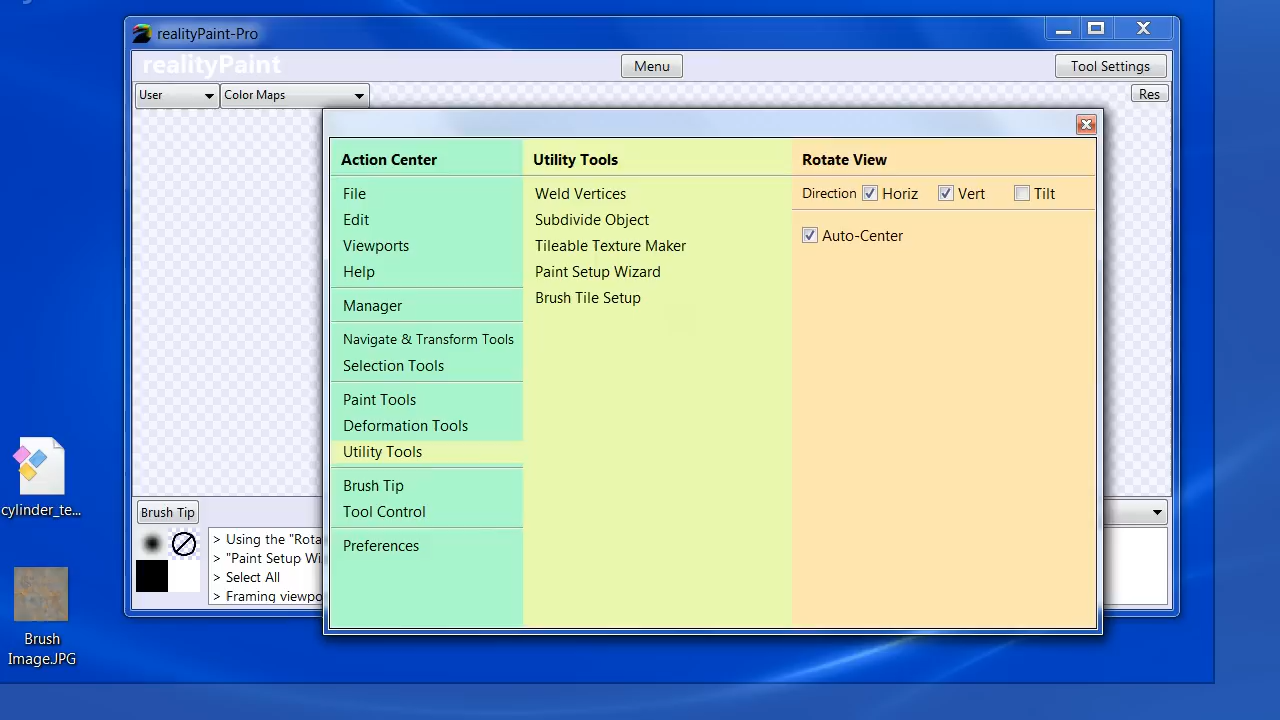 realityPaint-Pro
realityPaint
Menu
Tool Settings
User
Color Maps
Res
Action Center
File
Edit
Viewports
Help
Manager
Navigate & Transform Tools
Selection Tools
Paint Tools
Deformation Tools
Utility Tools
Brush Tip
Tool Control
Preferences
Utility Tools
Weld Vertices
Subdivide Object
Tileable Texture Maker
Paint Setup Wizard
Brush Tile Setup
Rotate View
Direction Horiz Vert Tilt
Auto-Center
Brush Tip
> Using the "Rota
> "Paint Setup Wi
> Select All
> Framing viewpo
cylinder_te...
Brush
Image.JPG